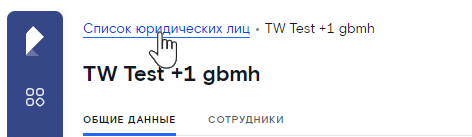 Список юридических лиц • TW Test +1 gbmh
TW Test +1 gbmh
ОБЩИЕ ДАННЫЕ СОТРУДНИКИ